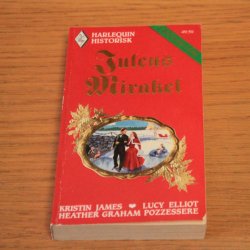 HARLEQUIN
HISTORISK
Julens
Mirakel
KRISTIN JAMES LUCY ELLIOT
HEATHER GRAHAM POZZESSERE